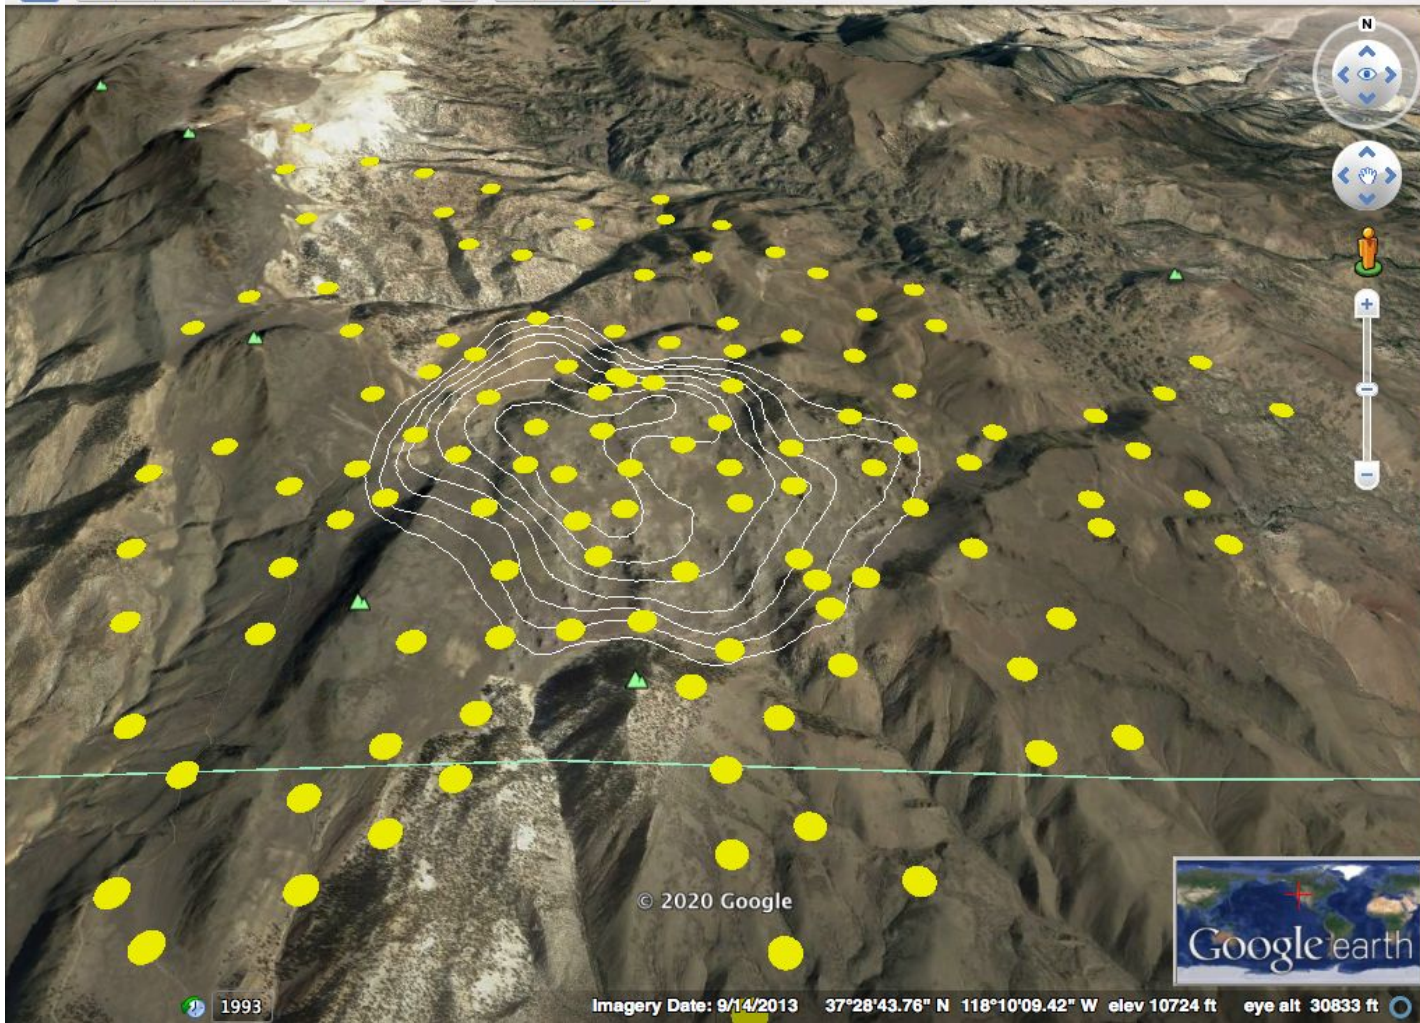 N
© 2020 Google
Google earth
1993
Imagery Date: 9/14/2013 37°28'43.76" N 118°10'09.42" W elev 10724 ft eye alt 30833 ft